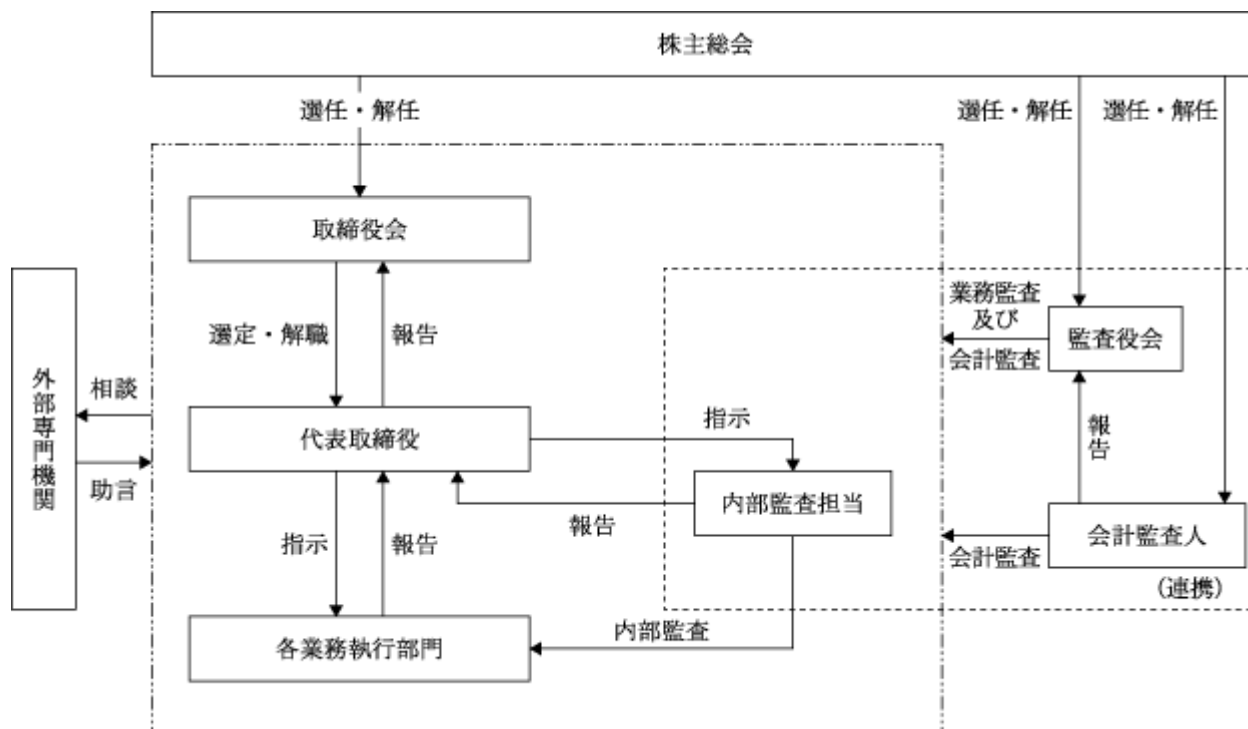 株主総会
選任・解任
選任・解任
選任・解任
取締役会
業務監査
及び
会計監査
監査役会
選定・解職
報告
外部専門機関
相談
助言
代表取締役
指示
報告
内部監査担当
報告
指示
報告
会計監査人
会計監査
(連携)
各業務執行部門
内部監査